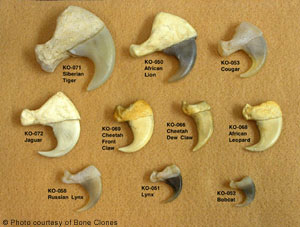 KO-071
Siberian
Tiger
KO-050
African
Lion
KO-053
Cougar
KO-072
Jaguar
KO-069
Cheetah
Front
Claw
KO-066
Cheetah
Dew Claw
KO-068
African
Leopard
KO-058
Russian Lynx
KO-051
Lynx
KO-052
Bobcat
© Photo courtesy of Bone Clones